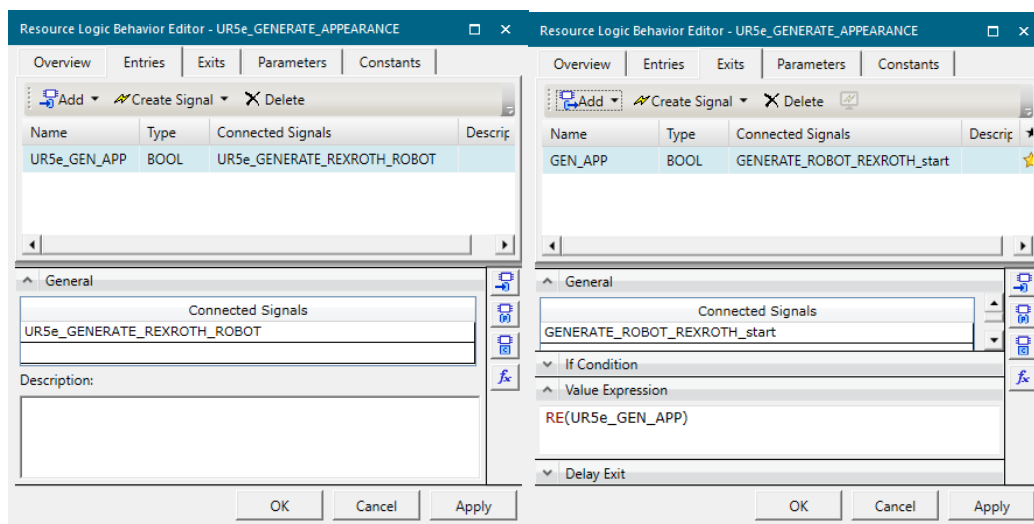 Resource Logic Behavior Editor - UR5e_GENERATE_APPEARANCE
Overview Entries Exits Parameters Constants
Add Create Signal Delete
Name Type Connected Signals Descrip
UR5e_GEN_APP BOOL UR5e_GENERATE_REXROTH_ROBOT
General
Connected Signals
UR5e_GENERATE_REXROTH_ROBOT
Description:
OK Cancel Apply
Resource Logic Behavior Editor - UR5e_GENERATE_APPEARANCE
Overview Entries Exits Parameters Constants
Add Create Signal Delete
Name Type Connected Signals Descrip
GEN_APP BOOL GENERATE_ROBOT_REXROTH_start
General
Connected Signals
GENERATE_ROBOT_REXROTH_start
If Condition
Value Expression
RE(UR5e_GEN_APP)
Delay Exit
OK Cancel Apply